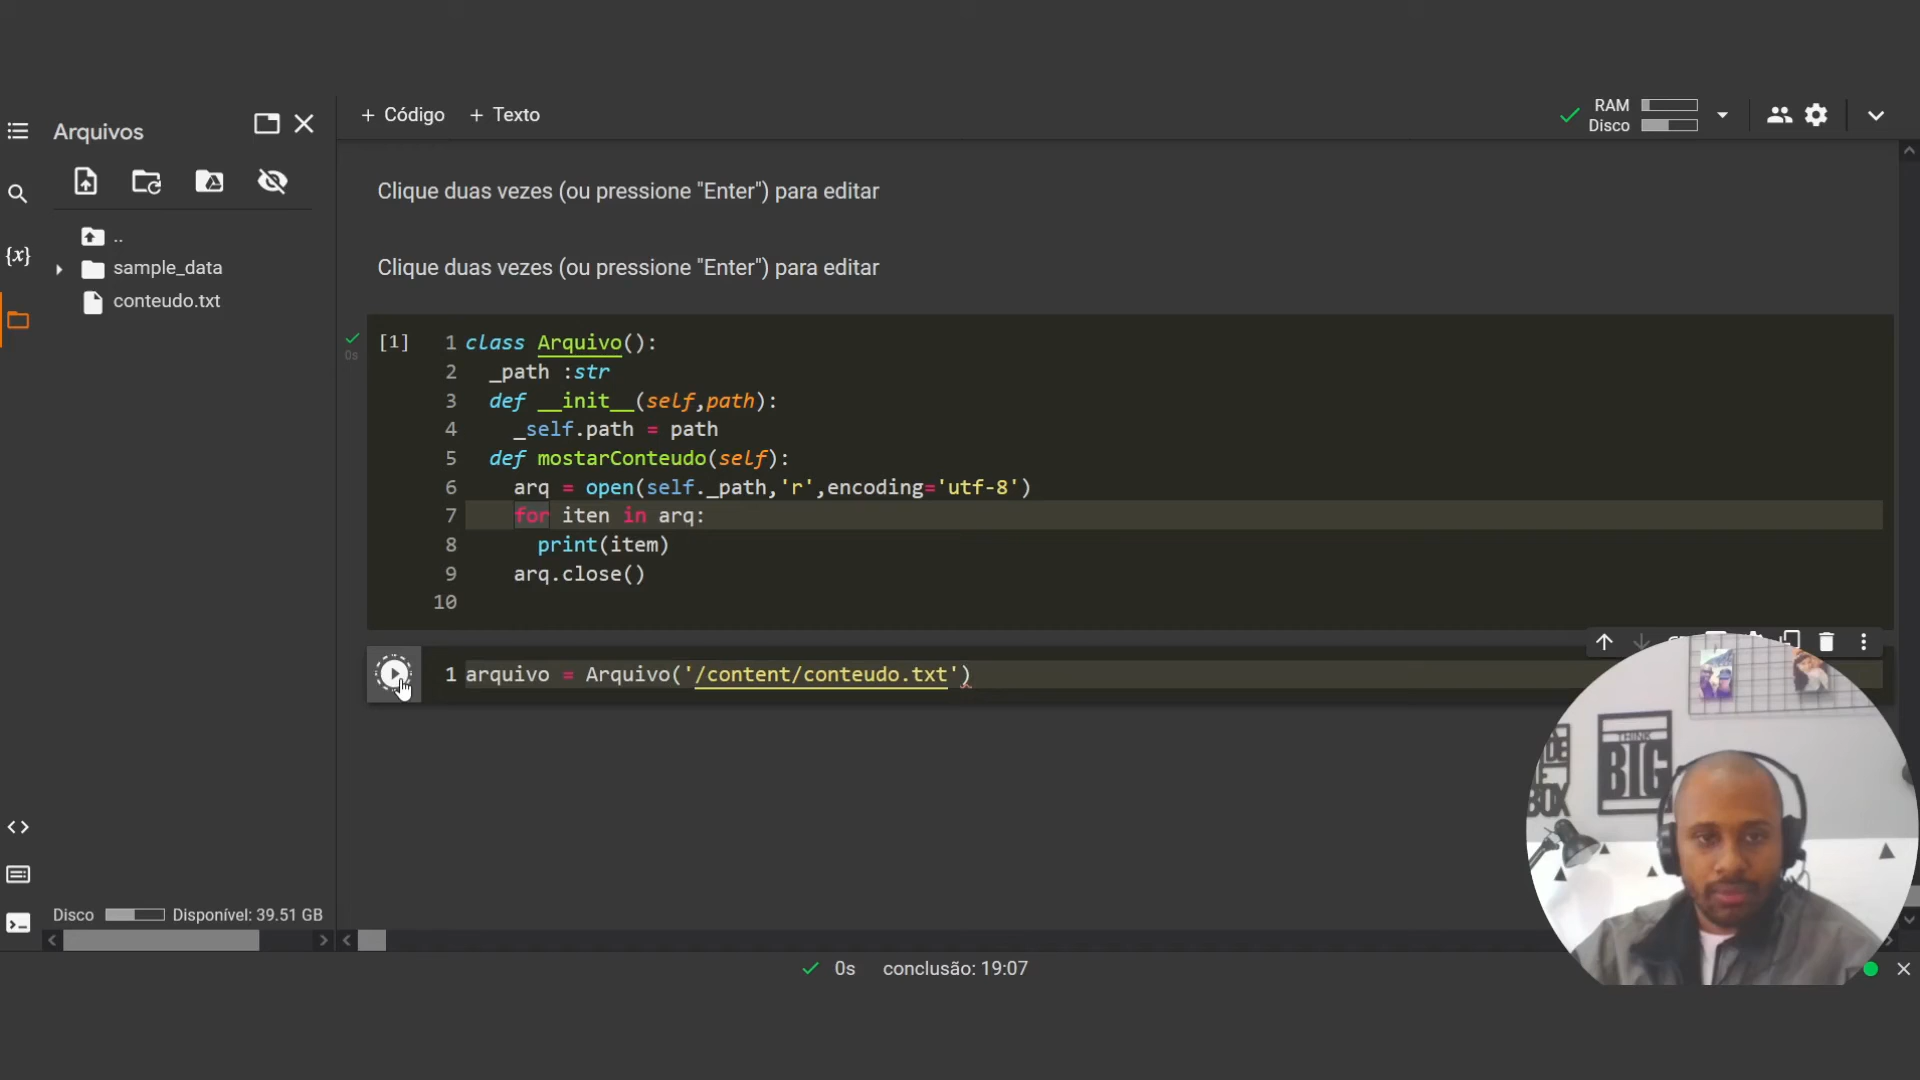 Arquivos
+ Código + Texto
RAM
Disco
..
sample_data
conteudo.txt
{x}
Clique duas vezes (ou pressione "Enter") para editar
Clique duas vezes (ou pressione "Enter") para editar
[1]
0s
1 class Arquivo():
2 _path :str
3 def __init__(self,path):
4 _self.path = path
5 def mostarConteudo(self):
6 arq = open(self._path,'r',encoding='utf-8')
7 for iten in arq:
8 print(item)
9 arq.close()
10
1 arquivo = Arquivo('/content/conteudo.txt')
THINK
BIG
BOX
Disco Disponível: 39.51 GB
0s conclusão: 19:07